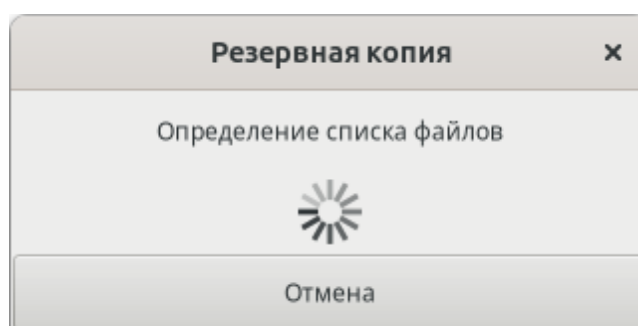 Резервная копия
Определение списка файлов
Отмена